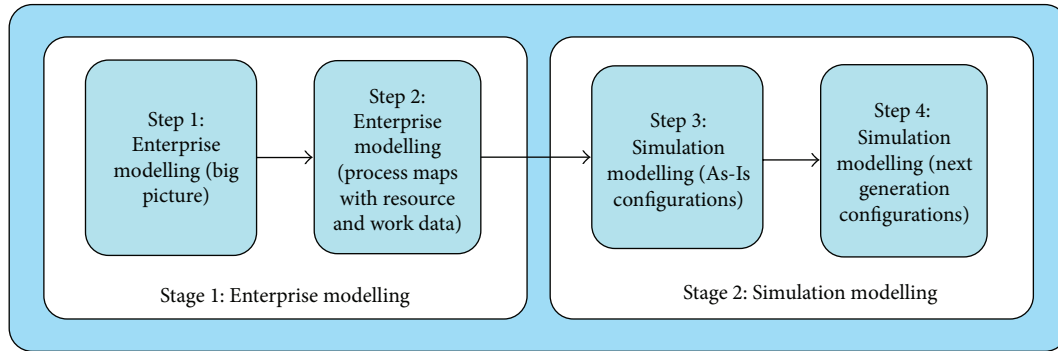 Step 1:
Enterprise
modelling (big
picture)
Step 2:
Enterprise
modelling
(process maps
with resource
and work data)
Step 3:
Simulation
modelling (As-Is
configurations)
Step 4:
Simulation
modelling (next
generation
configurations)
Stage 1: Enterprise modelling
Stage 2: Simulation modelling